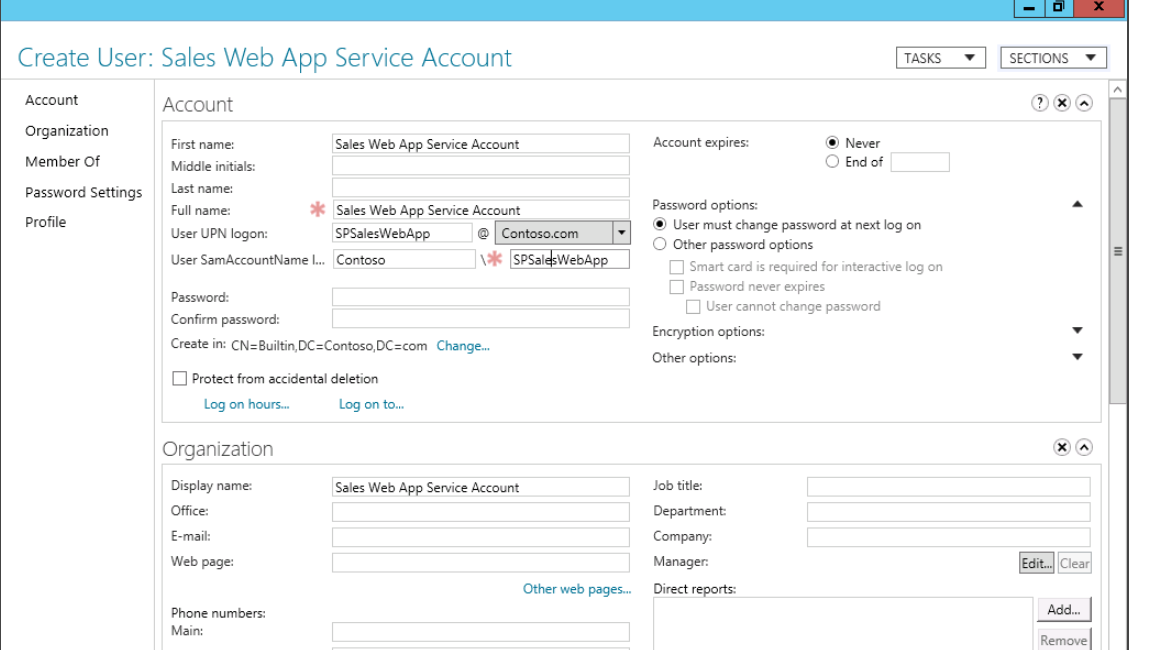 Create User: Sales Web App Service Account
TASKS
SECTIONS
Account
Organization
Member Of
Password Settings
Profile
Account
First name: Sales Web App Service Account
Middle initials:
Last name:
Full name: * Sales Web App Service Account
User UPN logon: SPSalesWebApp @ Contoso.com
User SamAccountName l... Contoso \ * SPSalesWebApp
Password:
Confirm password:
Create in: CN=Builtin,DC=Contoso,DC=com Change...
Protect from accidental deletion
Log on hours... Log on to...
Account expires: Never
End of
Password options:
User must change password at next log on
Other password options
Smart card is required for interactive log on
Password never expires
User cannot change password
Encryption options:
Other options:
Organization
Display name: Sales Web App Service Account
Office:
E-mail:
Web page:
Other web pages...
Phone numbers:
Main:
Job title:
Department:
Company:
Manager: Edit... Clear
Direct reports:
Add...
Remove